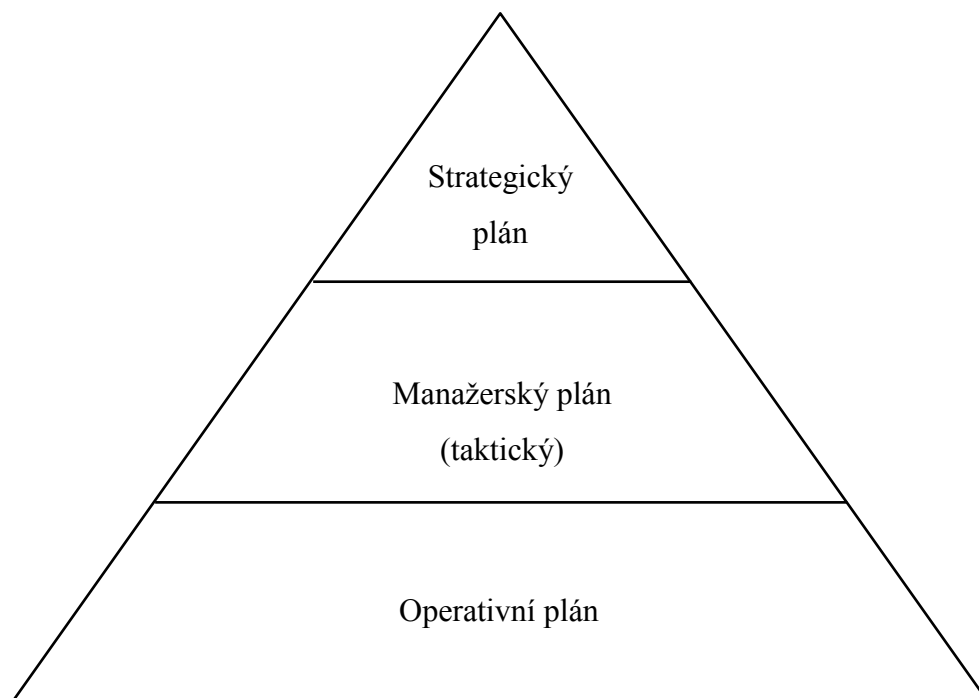 Strategický
plán
Manažerský plán
(taktický)
Operativní plán